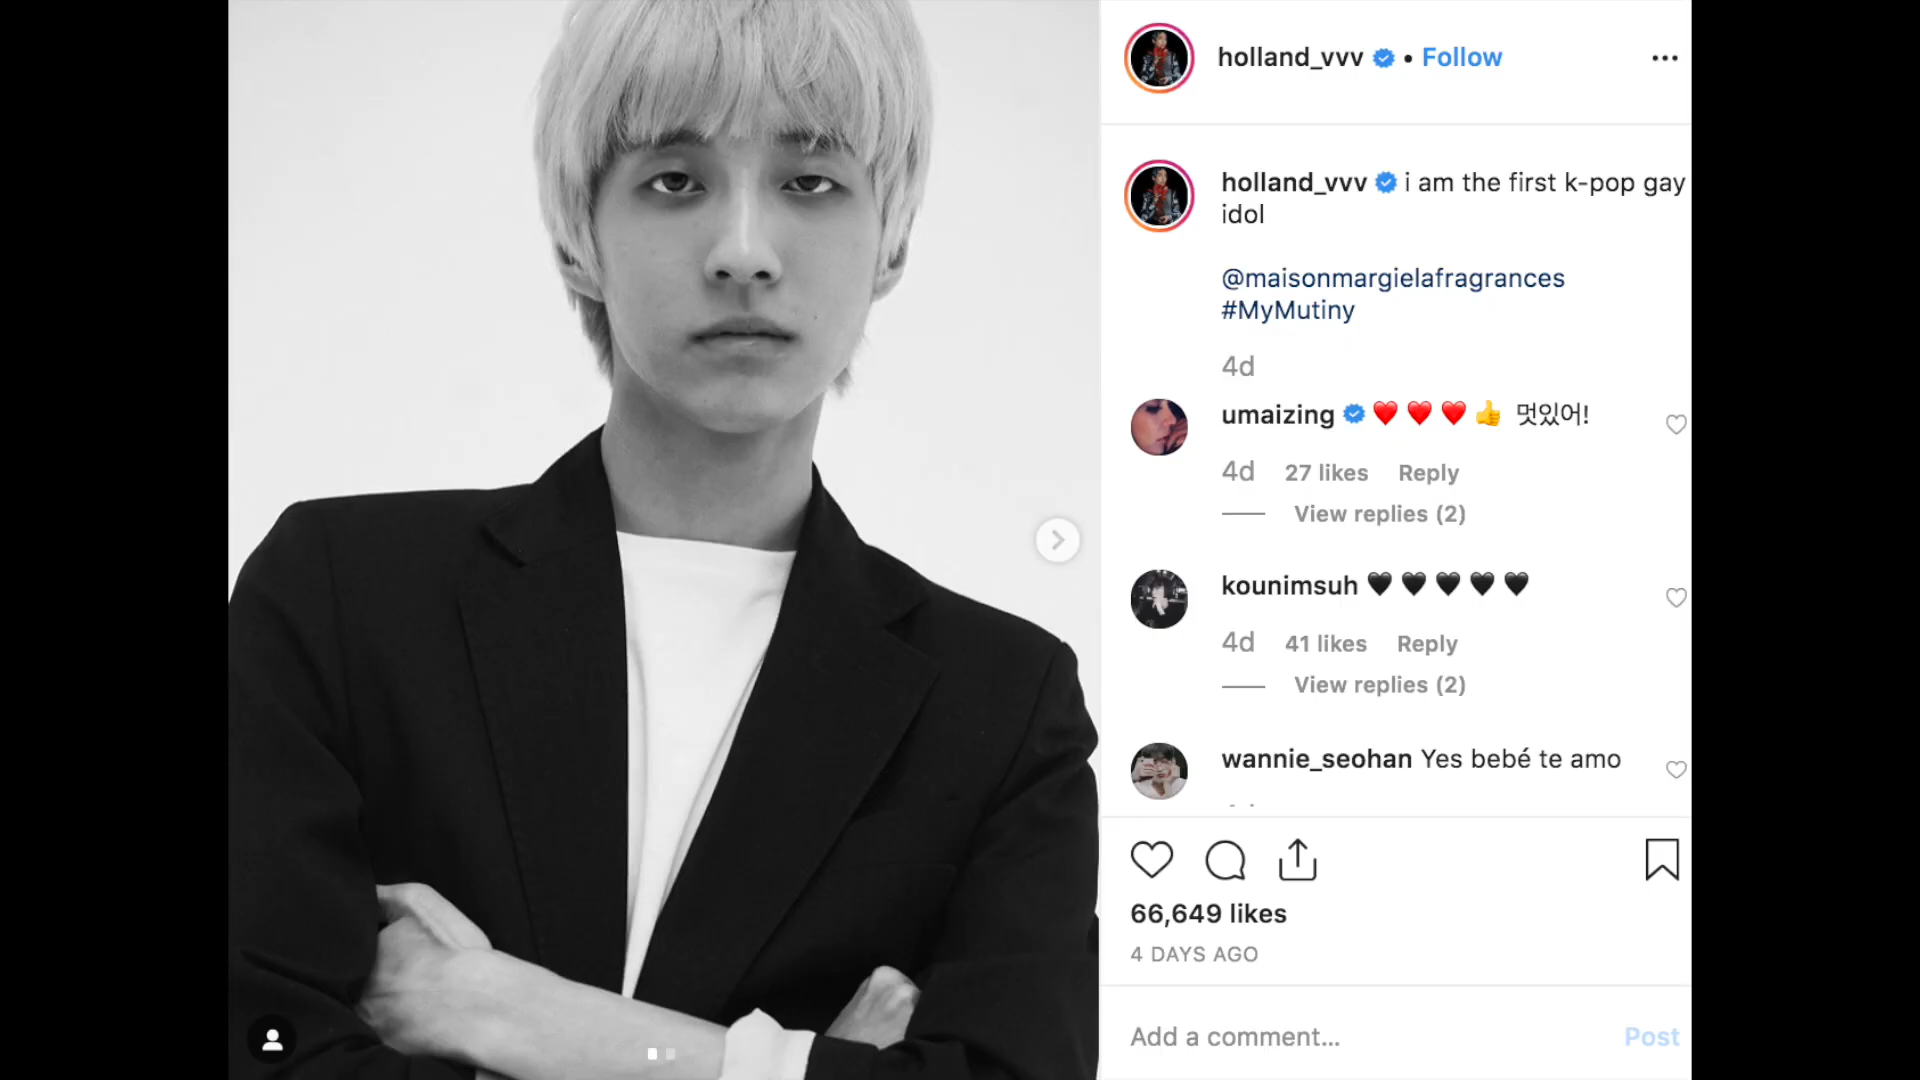 holland_vvv • Follow
holland_vvv i am the first k-pop gay
idol
@maisonmargielafragrances
#MyMutiny
4d
umaizing ❤️❤️❤️👍 멋있어!
4d 27 likes Reply
View replies (2)
kounimsuh 🖤🖤🖤🖤🖤
4d 41 likes Reply
View replies (2)
wannie_seohan Yes bebé te amo
66,649 likes
4 DAYS AGO
Add a comment... Post